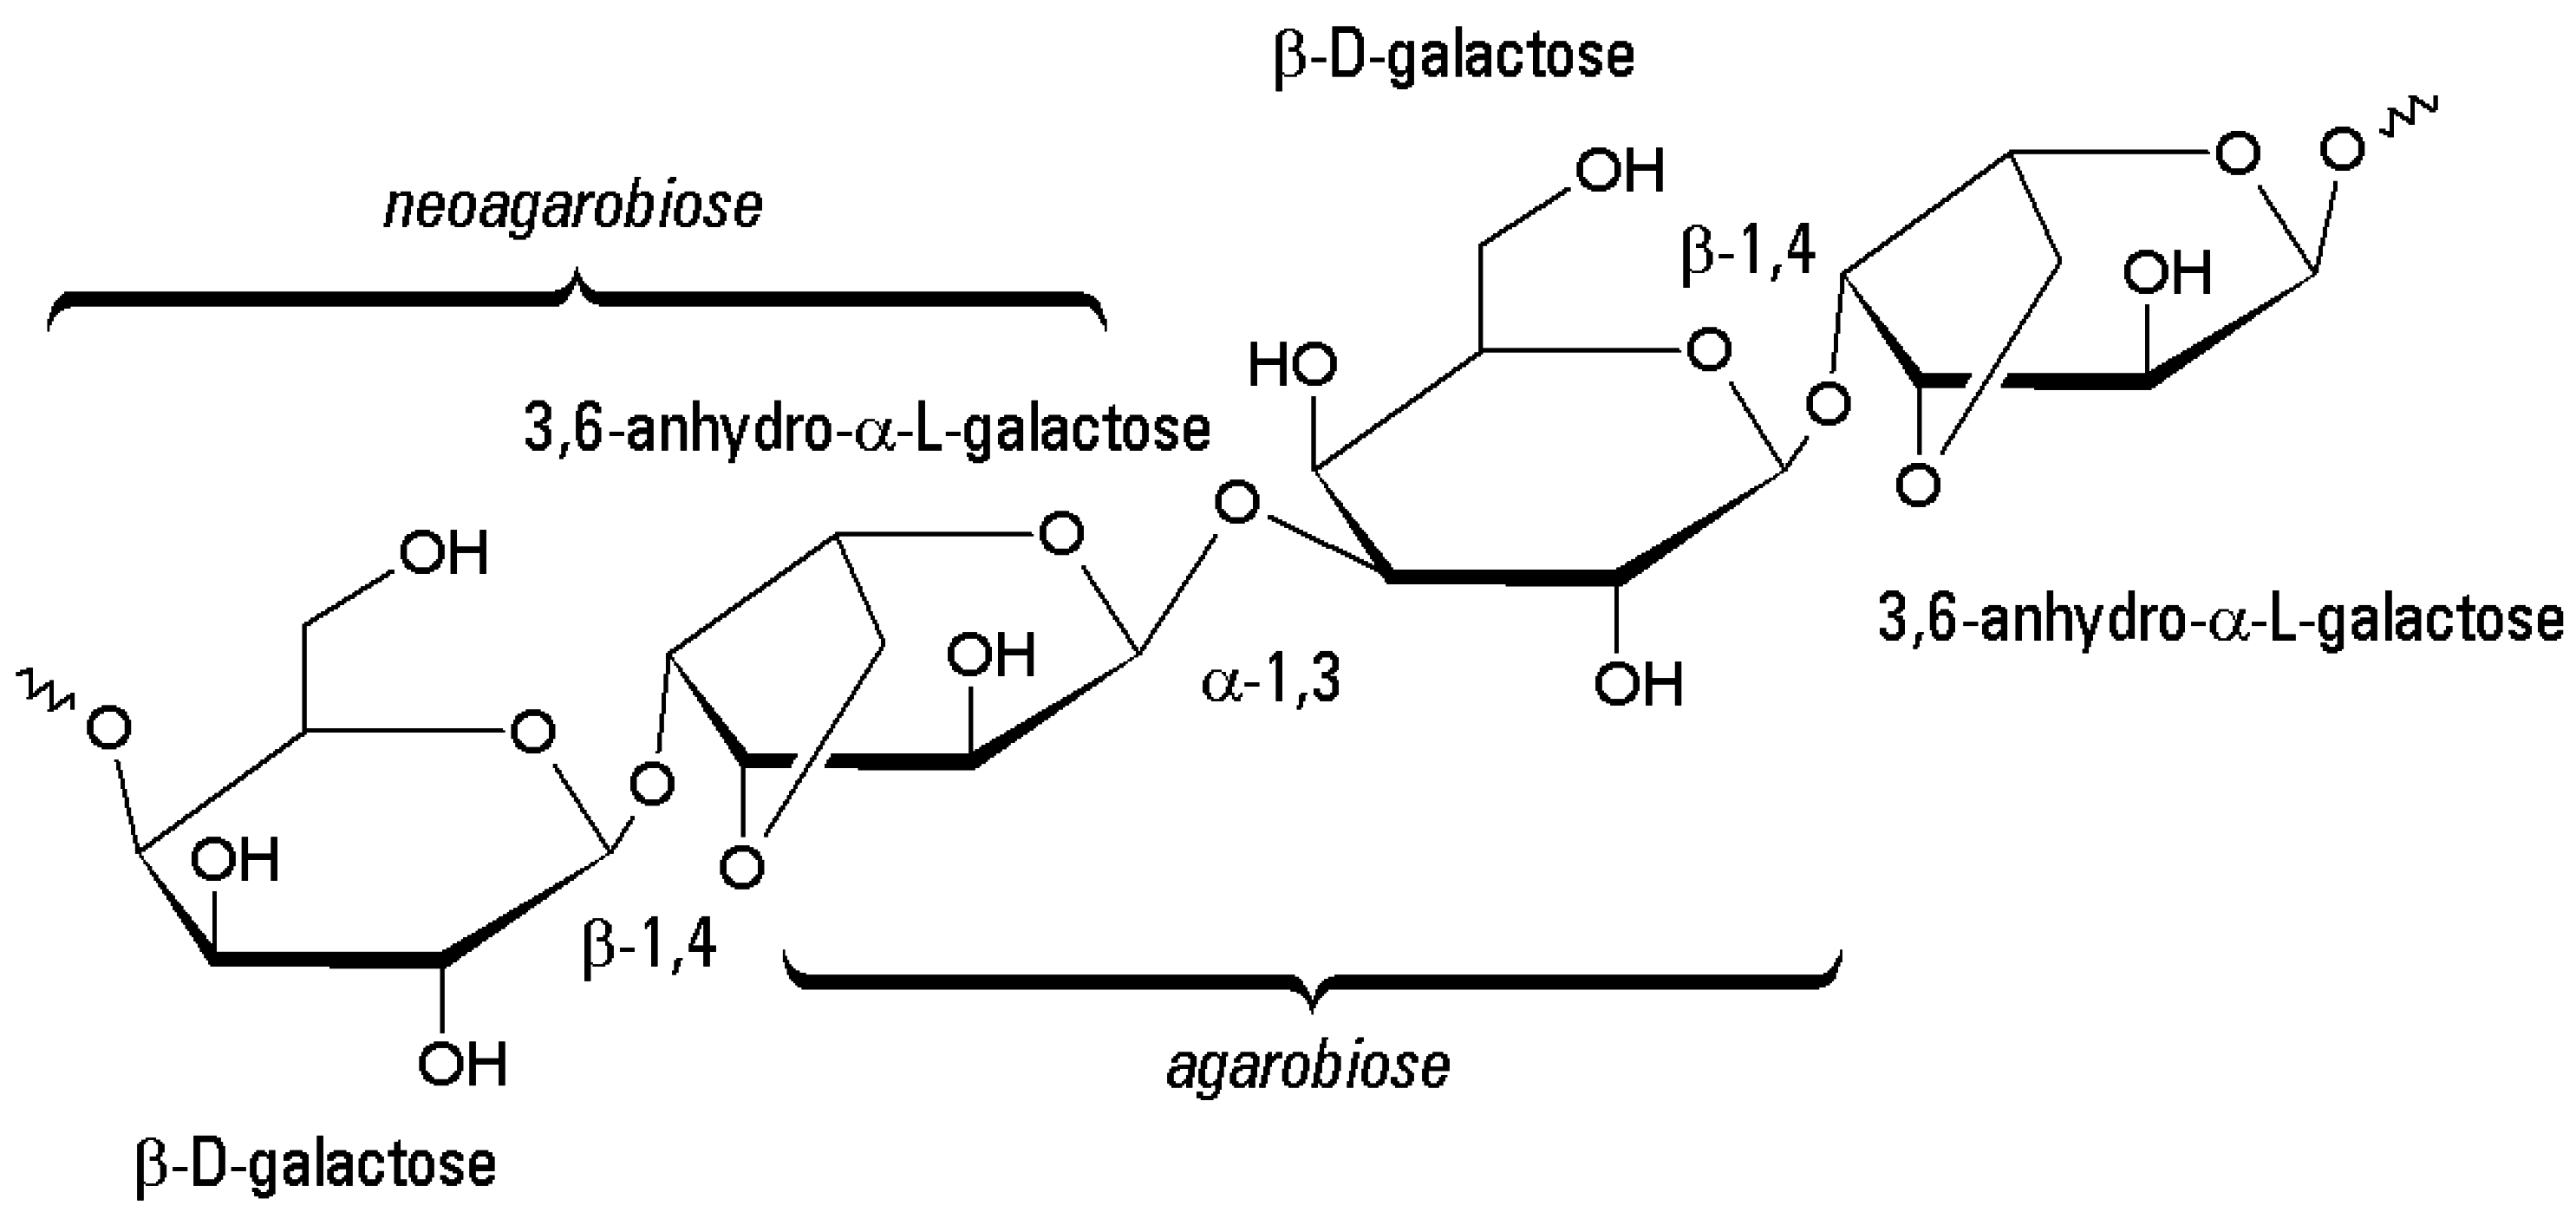 β-D-galactose
OH
O
O
neoagarobiose
β-1,4
OH
HO
O
O
3,6-anhydro-α-L-galactose
O
O
O
OH
3,6-anhydro-α-L-galactose
OH
α-1,3
OH
O
O
O
OH
β-1,4
O
OH
agarobiose
β-D-galactose